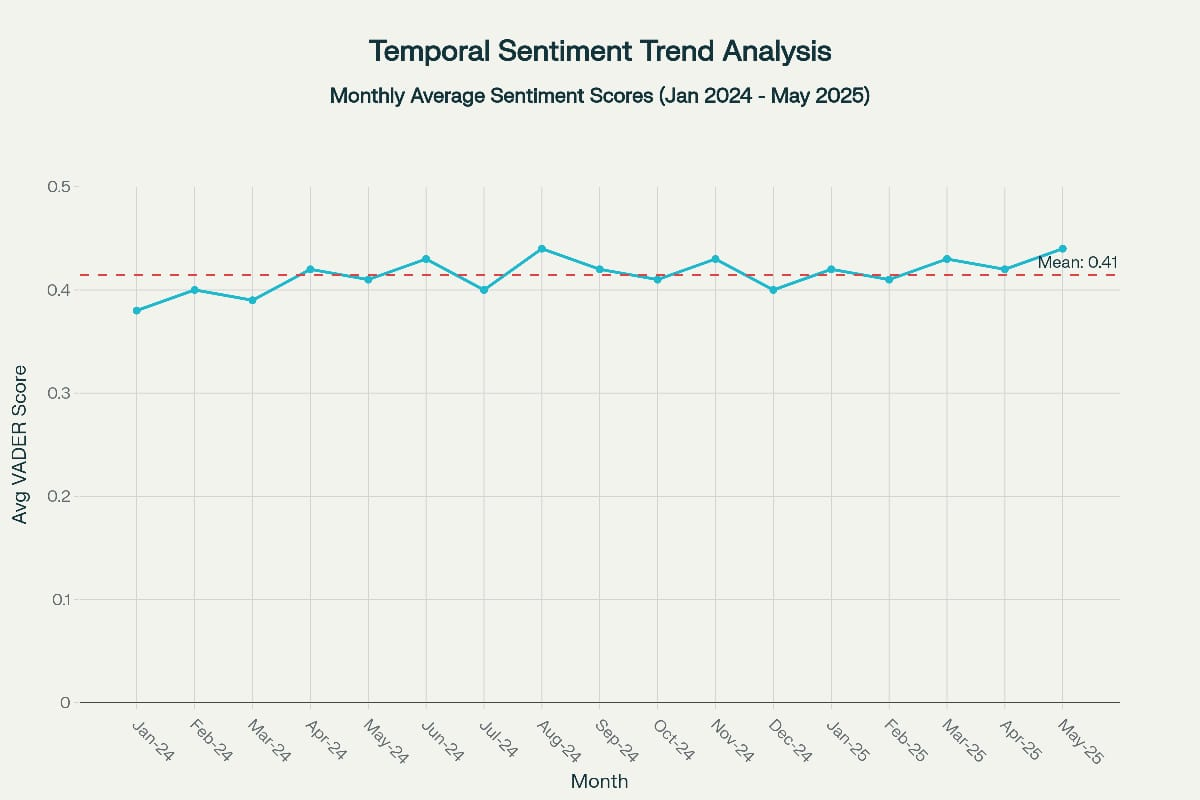 Temporal Sentiment Trend Analysis
Monthly Average Sentiment Scores (Jan 2024 - May 2025)
0.5
Mean: 0.41
0.4
0.3
Avg VADER Score
0.2
0.1
0
Jan-24
Feb-24
Mar-24
Apr-24
May-24
Jun-24
Jul-24
Aug-24
Sep-24
Oct-24
Nov-24
Dec-24
Jan-25
Feb-25
Mar-25
Apr-25
May-25
Month